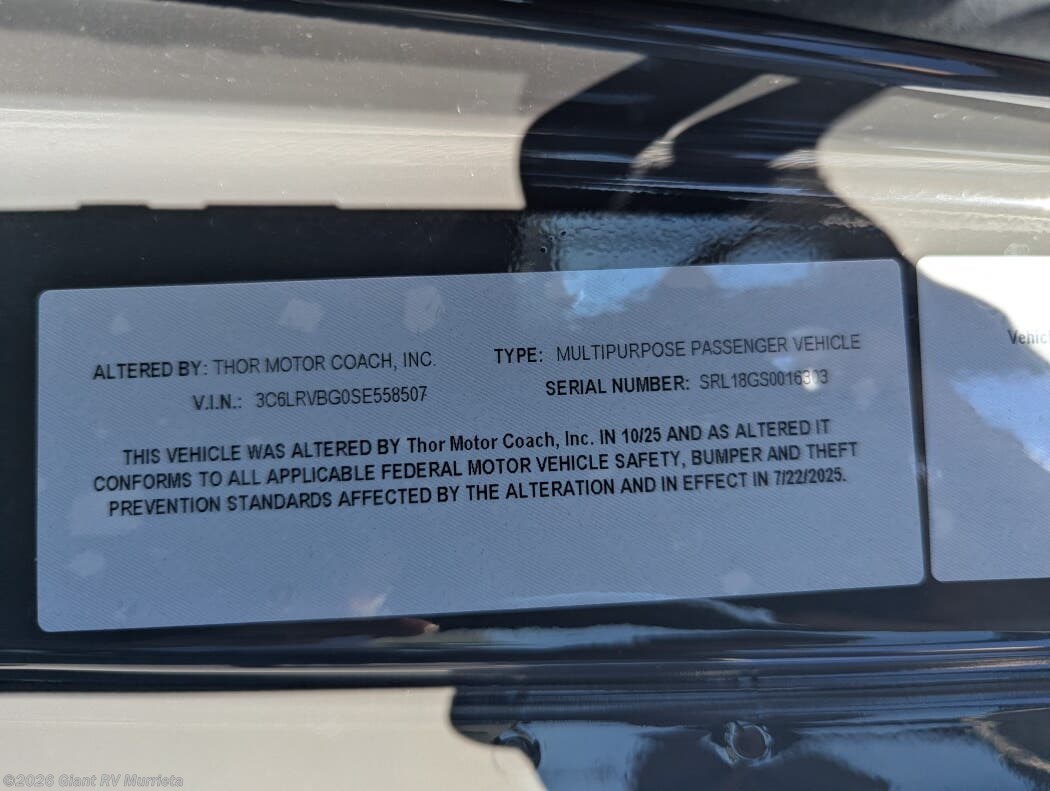 ALTERED BY: THOR MOTOR COACH, INC. TYPE: MULTIPURPOSE PASSENGER VEHICLE
V.I.N.: 3C6LRVBG0SE558507 SERIAL NUMBER: SRL18GS0016303
THIS VEHICLE WAS ALTERED BY Thor Motor Coach, Inc. IN 10/25 AND AS ALTERED IT
CONFORMS TO ALL APPLICABLE FEDERAL MOTOR VEHICLE SAFETY, BUMPER AND THEFT
PREVENTION STANDARDS AFFECTED BY THE ALTERATION AND IN EFFECT IN 7/22/2025.
Vehic
©2026 Giant RV Murrieta